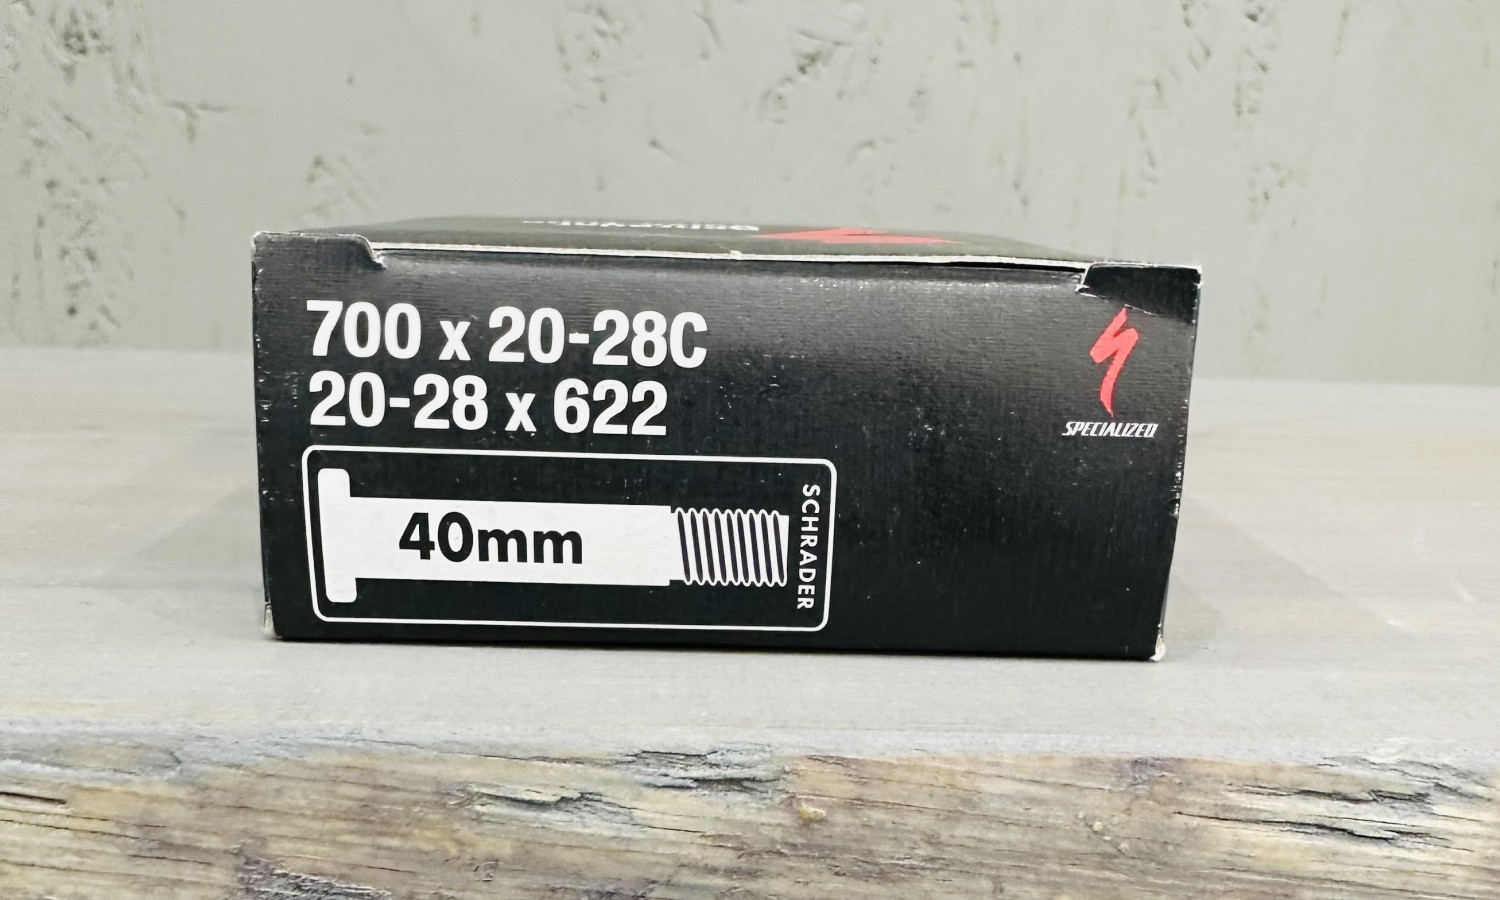 700 x 20-28C
20-28 x 622
40mm
SCHRADER
SPECIALIZED